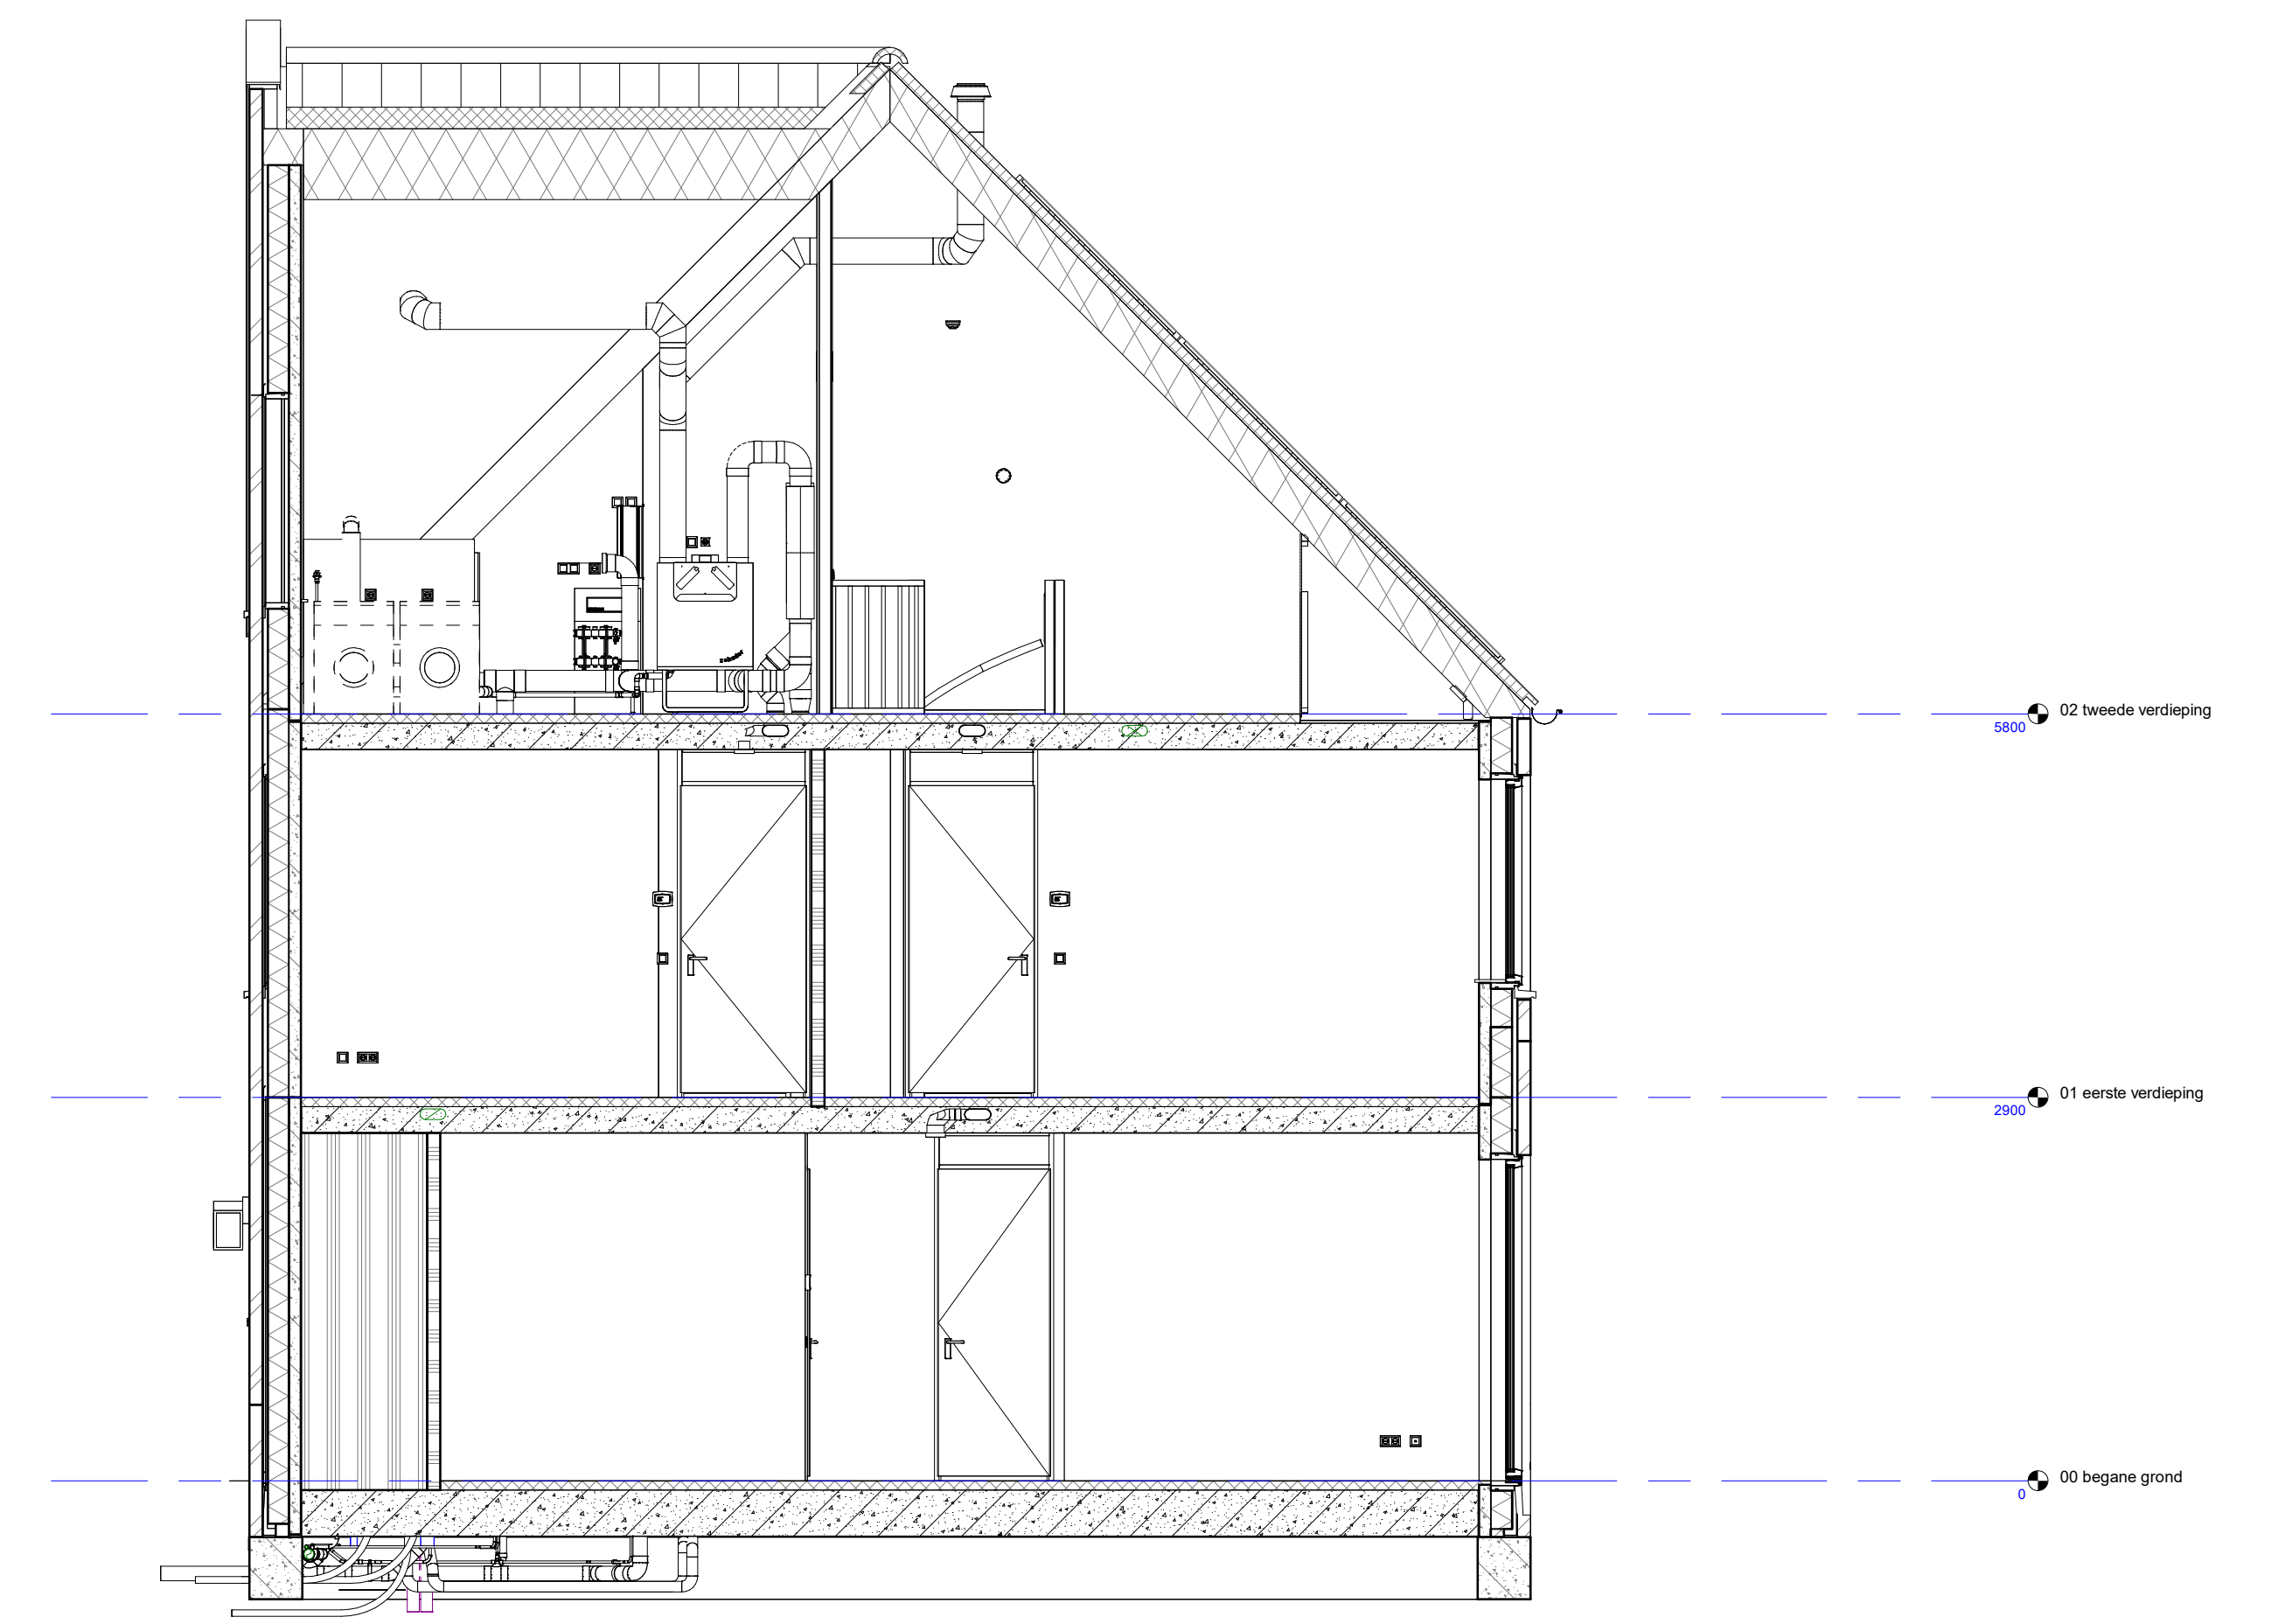 02 tweede verdieping
5800
01 eerste verdieping
2900
00 begane grond
0